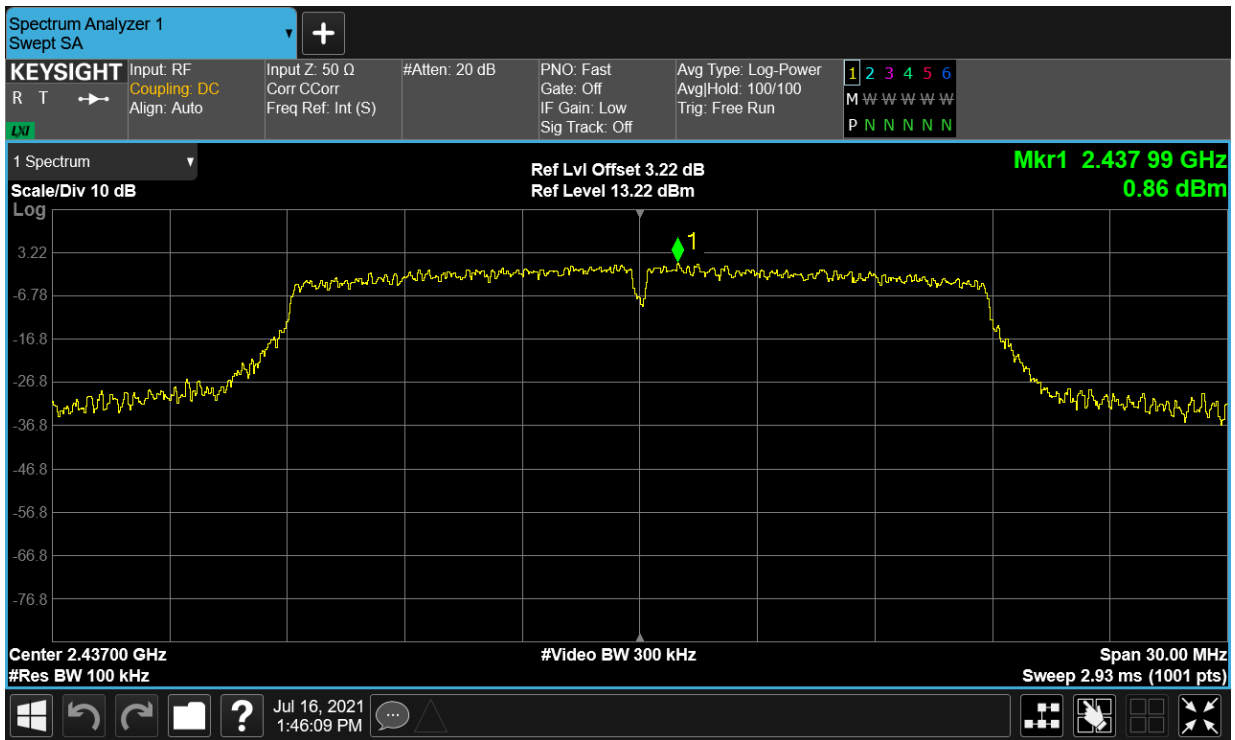 Spectrum Analyzer 1
Swept SA
+
KEYSIGHT
R T
LXI
Input: RF
Coupling: DC
Align: Auto
Input Z: 50 Ω
Corr CCorr
Freq Ref: Int (S)
#Atten: 20 dB
PNO: Fast
Gate: Off
IF Gain: Low
Sig Track: Off
Avg Type: Log-Power
Avg|Hold: 100/100
Trig: Free Run
1 2 3 4 5 6
M W W W W W
P N N N N N
1 Spectrum
Scale/Div 10 dB
Log
Ref Lvl Offset 3.22 dB
Ref Level 13.22 dBm
Mkr1 2.437 99 GHz
0.86 dBm
1
3.22
-6.78
-16.8
-26.8
-36.8
-46.8
-56.8
-66.8
-76.8
Center 2.43700 GHz
#Res BW 100 kHz
#Video BW 300 kHz
Span 30.00 MHz
Sweep 2.93 ms (1001 pts)
?
Jul 16, 2021
1:46:09 PM